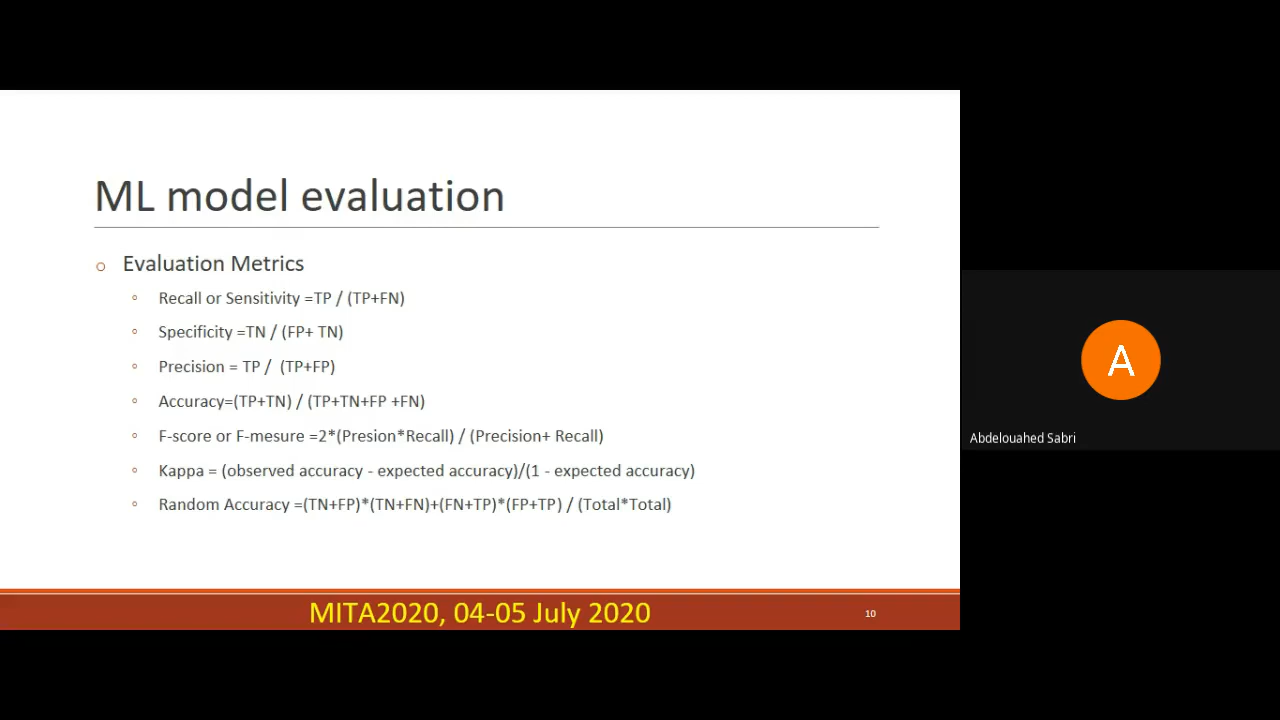 ML model evaluation
o Evaluation Metrics
◦ Recall or Sensitivity =TP / (TP+FN)
◦ Specificity =TN / (FP+ TN)
◦ Precision = TP /  (TP+FP)
◦ Accuracy=(TP+TN) / (TP+TN+FP +FN)
◦ F-score or F-mesure =2*(Presion*Recall) / (Precision+ Recall)
◦ Kappa = (observed accuracy - expected accuracy)/(1 - expected accuracy)
◦ Random Accuracy =(TN+FP)*(TN+FN)+(FN+TP)*(FP+TP) / (Total*Total)
MITA2020, 04-05 July 2020
10
A
Abdelouahed Sabri